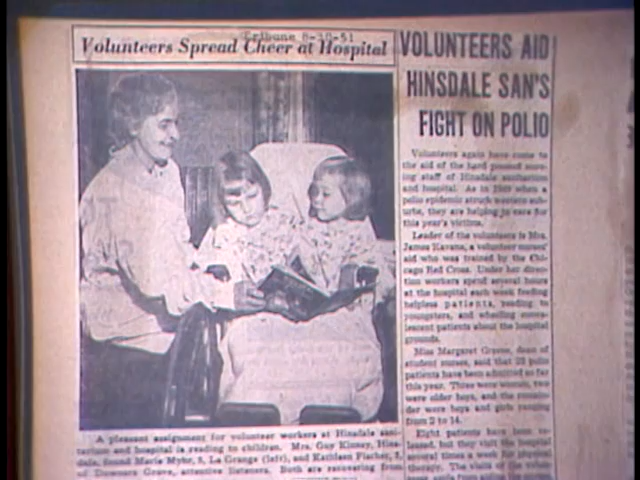 Tribune 8-10-51
Volunteers Spread Cheer at Hospital
VOLUNTEERS AID
HINSDALE SAN'S
FIGHT ON POLIO
Volunteers again have come to
the aid of the hard pressed nurs-
ing staff of Hinsdale sanitarium
and hospital. As in 1949 when a
polio epidemic struck western sub-
urbs, they are helping to care for
this year's victims.
Leader of the volunteers is Mrs.
James Kavans, a volunteer nurses'
aid who was trained by the Chi-
cago Red Cross. Under her direc-
tion workers spend several hours
at the hospital each week feeding
helpless patients, reading to
youngsters, and wheeling conva-
lescent patients about the hospital
grounds.
Miss Margaret Greene, dean of
student nurses, said that 23 polio
patients have been admitted so far
this year. Three were women, two
were older boys, and the remain-
der were boys and girls ranging
from 2 to 14.
Eight patients have been re-
leased, but they visit the hospital
several times a week for physical
therapy. The visits of the
A pleasant assignment for volunteer workers at Hinsdale sani-
tarium and hospital is reading to children. Mrs. Guy Kinney, Hins-
dale, found Marie Myhr, 5, La Grange (left), and Kathleen Fischer, 5,
of Downers Grove, attentive listeners. Both are recovering from